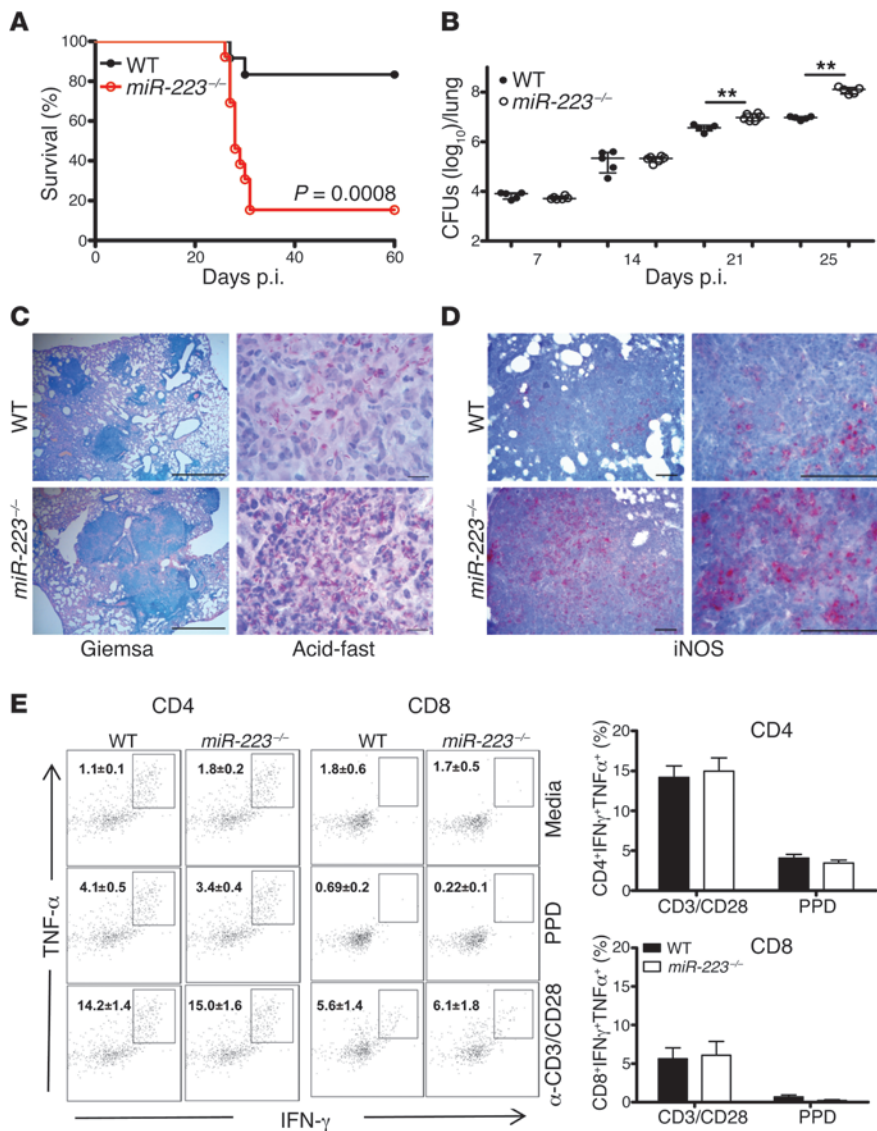 A
Survival (%)
100
80
60
40
20
0
WT
miR-223–/–
P = 0.0008
0 20 40 60
Days p.i.
B
CFUs (log10)/lung
8
6
4
2
WT
miR-223–/–
** **
7 14 21 25
Days p.i.
C
WT
miR-223–/–
Giemsa Acid-fast
D
WT
miR-223–/–
iNOS
E
CD4 CD8
WT miR-223–/– WT miR-223–/–
1.1±0.1 1.8±0.2 1.8±0.6 1.7±0.5
Media
4.1±0.5 3.4±0.4 0.69±0.2 0.22±0.1
PPD
14.2±1.4 15.0±1.6 5.6±1.4 6.1±1.8
α-CD3/CD28
TNF-α
IFN-γ
CD4
CD4+IFNγ+TNFα+ (%)
20
15
10
5
0
CD3/CD28 PPD
CD8
WT
miR-223–/–
CD8+IFNγ+TNFα+ (%)
20
15
10
5
0
CD3/CD28 PPD